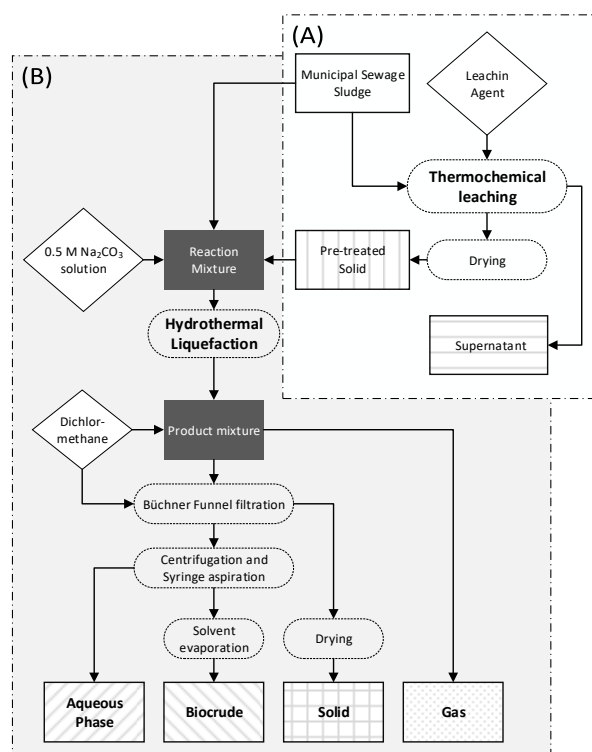 (A)
(B)
Municipal Sewage
Sludge
Leachin
Agent
Thermochemical
leaching
0.5 M Na₂CO₃
solution
Reaction
Mixture
Pre-treated
Solid
Drying
Hydrothermal
Liquefaction
Supernatant
Dichlor-
methane
Product mixture
Büchner Funnel filtration
Centrifugation and
Syringe aspiration
Solvent
evaporation
Drying
Aqueous
Phase
Biocrude
Solid
Gas